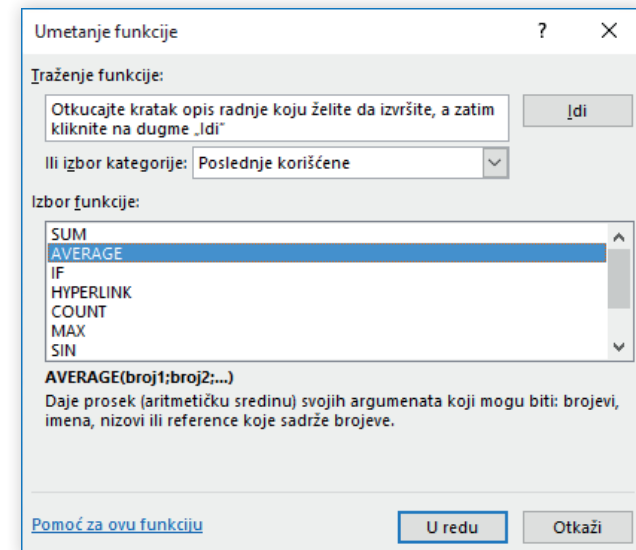 Umetanje funkcije ?
Traženje funkcije:
Otkucajte kratak opis radnje koju želite da izvršite, a zatim
kliknite na dugme „Idi“
Idi
Ili izbor kategorije: Poslednje korišćene
Izbor funkcije:
SUM
AVERAGE
IF
HYPERLINK
COUNT
MAX
SIN
AVERAGE(broj1;broj2;...)
Daje prosek (aritmetičku sredinu) svojih argumenata koji mogu biti: brojevi,
imena, nizovi ili reference koje sadrže brojeve.
Pomoć za ovu funkciju
U redu
Otkaži